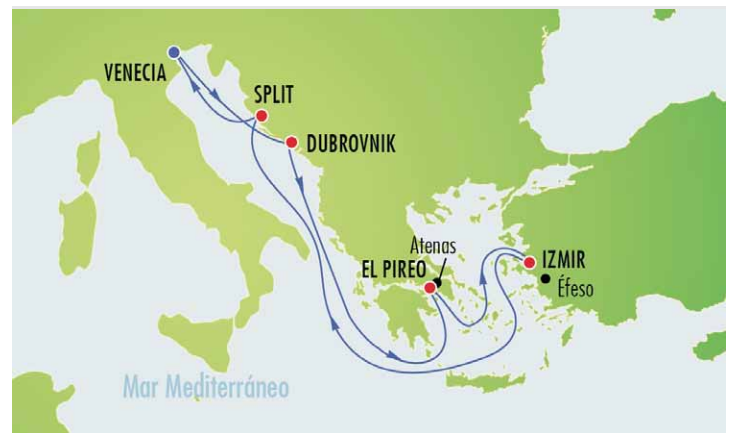 VENECIA
SPLIT
DUBROVNIK
Atenas
EL PIREO
IZMIR
Éfeso
Mar Mediterráneo